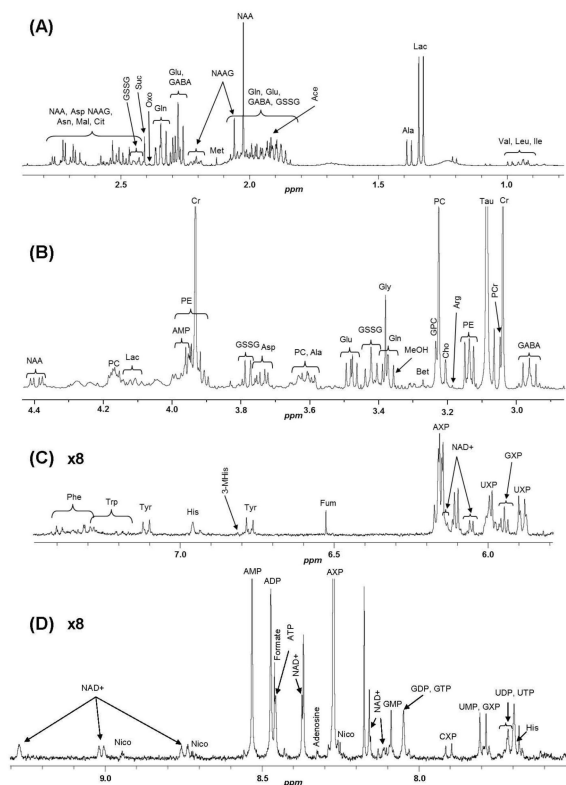 (A)
NAA
Lac
Glu,
GABA
NAAG
Gln, Glu,
GABA, GSSG
Ace
GSSG
Suc
Oxo
Gln
NAA, Asp NAAG,
Asn, Mal, Cit
Met
Ala
Val, Leu, Ile
2.5
2.0
1.5
1.0
ppm
ppm
(B)
Cr
PC
Tau
Cr
PE
AMP
Gly
GPC
Cho
Arg
PCr
PE
GABA
NAA
PC
Lac
GSSG
Asp
PC, Ala
Glu
GSSG
Gln
MeOH
Bet
4.4
4.2
4.0
3.8
3.6
3.4
3.2
3.0
ppm
ppm
(C) x8
AXP
NAD+
GXP
UXP
UXP
Phe
Trp
Tyr
His
3-MHis
Tyr
Fum
7.0
6.5
6.0
ppm
ppm
(D) x8
AMP
ADP
AXP
Formate
ATP
NAD+
NAD+
Nico
Nico
Adenosine
Nico
NAD+
GMP
GDP, GTP
CXP
UMP, GXP
UDP, UTP
His
9.0
8.5
8.0
ppm
ppm